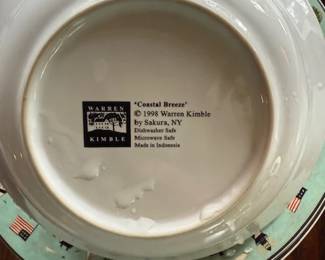 WARREN
KIMBLE
'Coastal Breeze'
© 1998 Warren Kimble
by Sakura, NY
Dishwasher Safe
Microwave Safe
Made in Indonesia